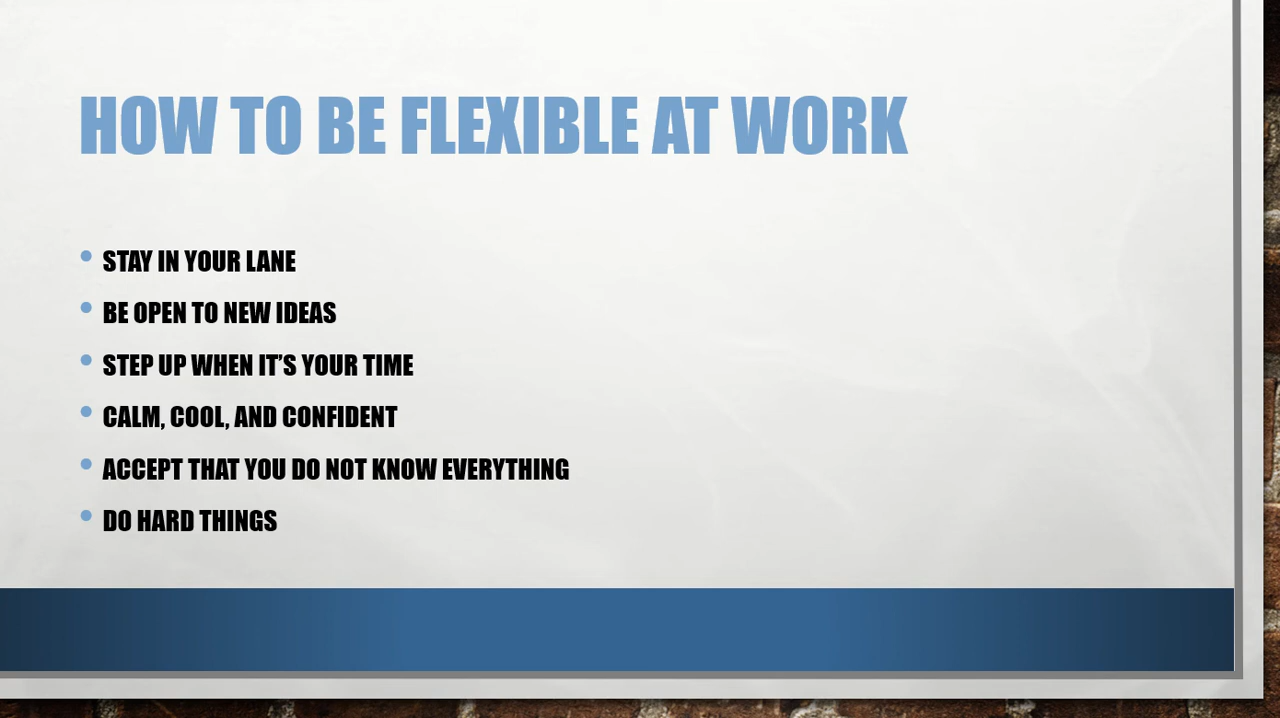 HOW TO BE FLEXIBLE AT WORK
• STAY IN YOUR LANE
• BE OPEN TO NEW IDEAS
• STEP UP WHEN IT’S YOUR TIME
• CALM, COOL, AND CONFIDENT
• ACCEPT THAT YOU DO NOT KNOW EVERYTHING
• DO HARD THINGS